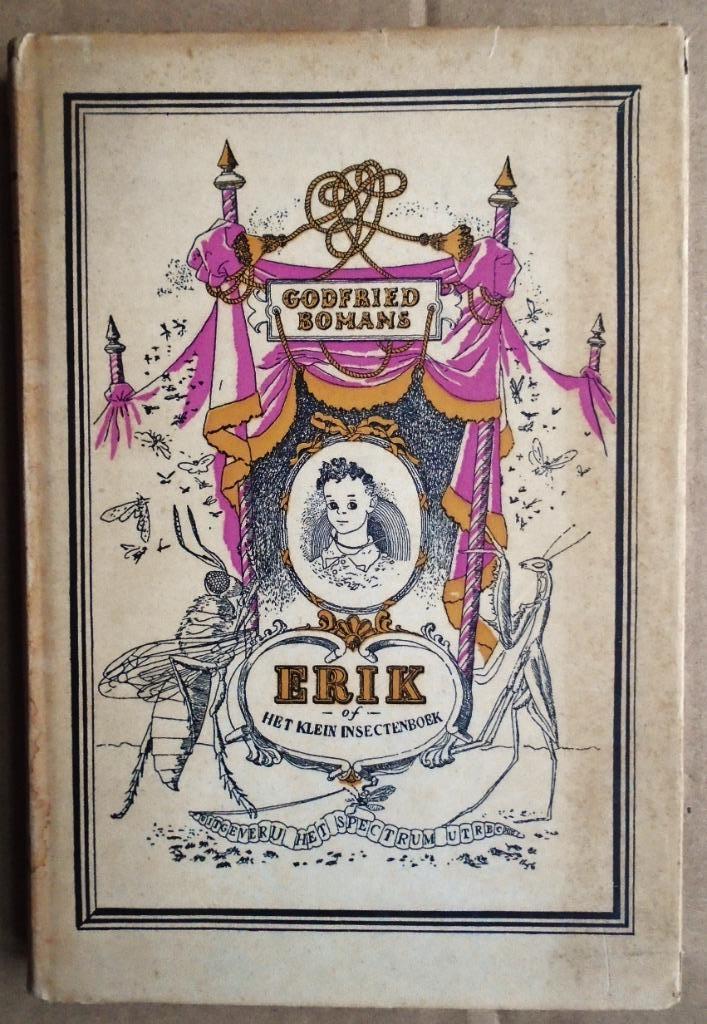 GODFRIED
BOMANS
ERIK
- of -
HET KLEIN INSECTENBOEK
UITGEVERIJ HET SPECTRUM UTRECHT